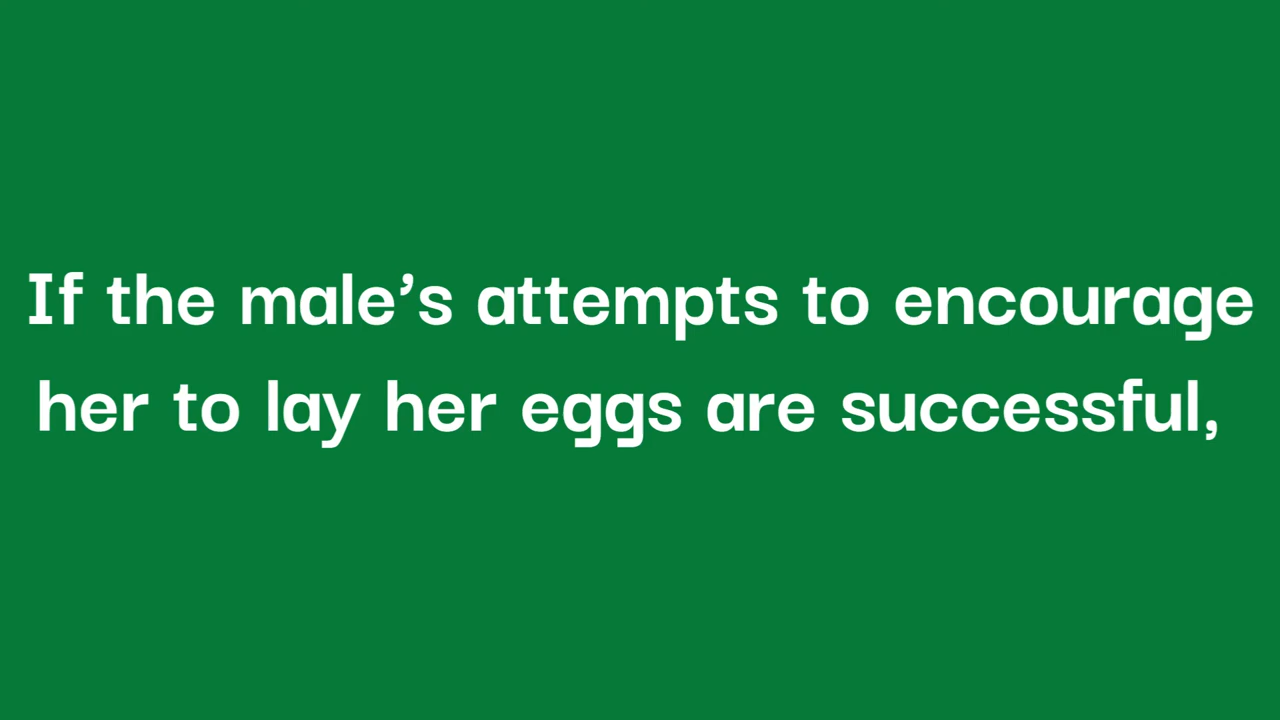 If the male’s attempts to encourage
her to lay her eggs are successful,